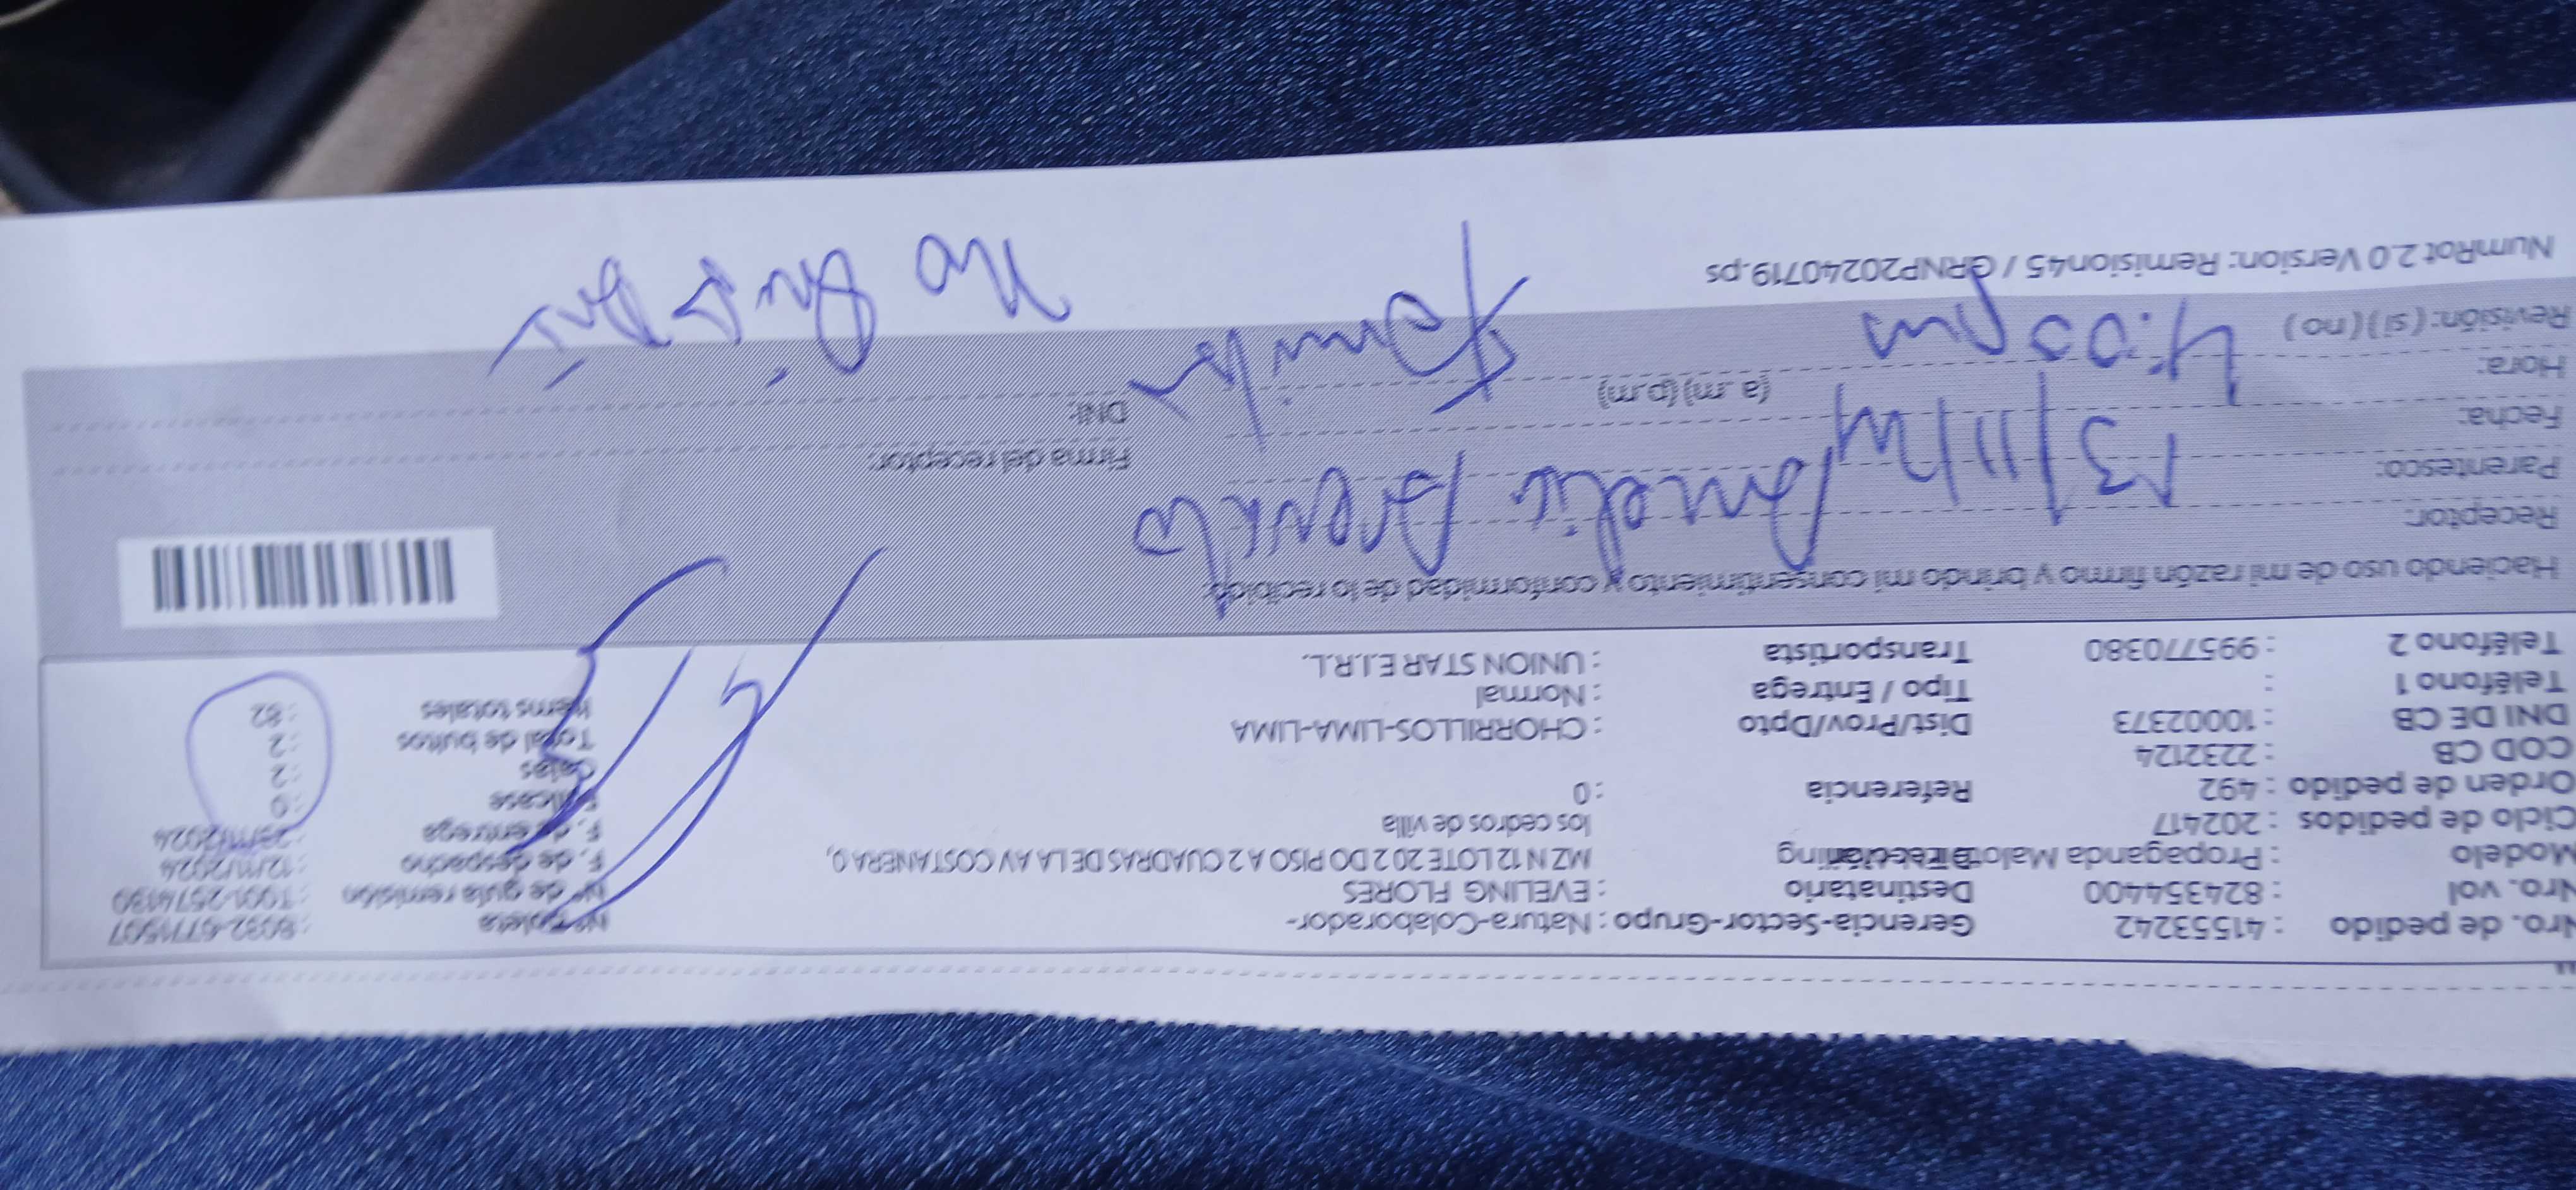 Nro. de pedido : 41553242 Gerencia-Sector-Grupo : Natura-Colaborador- Nº boleta
Nro. vol : 824354400 Destinatario : EVELING FLORES Nº de guía remisión : T001-2574130
Modelo : Propaganda Malote MZ N 12 LOTE 20 2 DO PISO A 2 CUADRAS DE LA AV COSTANERA 0, F. de despacho : 12/11/2024
Ciclo de pedidos : 202417 los cedros de villa F. de entrega
Orden de pedido : 492 Referencia : 0 : 0
COD CB : 2232124 Cajas : 2
DNI DE CB : 10002373 Dist/Prov/Dpto : CHORRILLOS-LIMA-LIMA Total de bultos : 2
Teléfono 1 : Tipo / Entrega : Normal Items totales : 82
Teléfono 2 : 995770380 Transportista : UNION STAR E.I.R.L.
Haciendo uso de mi razón firmo y brindo mi consentimiento y conformidad de lo recibido:
Receptor: Amelia Arevalo
Parentesco: Familiar Firma del receptor:
Fecha: 13/11/24 DNI: No
Hora: 4:05 pm (a .m) (p.m)
Revisión: ( si ) ( no )
NumRot 2.0 Version: Remision45 / GRNP20240719.ps